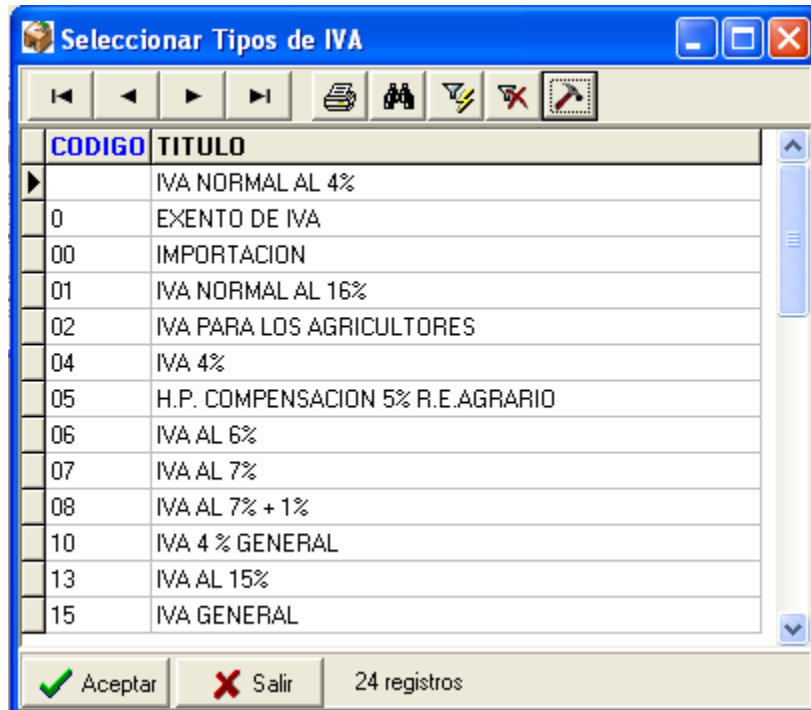 Seleccionar Tipos de IVA
CODIGO TITULO
IVA NORMAL AL 4%
0 EXENTO DE IVA
00 IMPORTACION
01 IVA NORMAL AL 16%
02 IVA PARA LOS AGRICULTORES
04 IVA 4%
05 H.P. COMPENSACION 5% R.E.AGRARIO
06 IVA AL 6%
07 IVA AL 7%
08 IVA AL 7% + 1%
10 IVA 4 % GENERAL
13 IVA AL 15%
15 IVA GENERAL
Aceptar Salir 24 registros